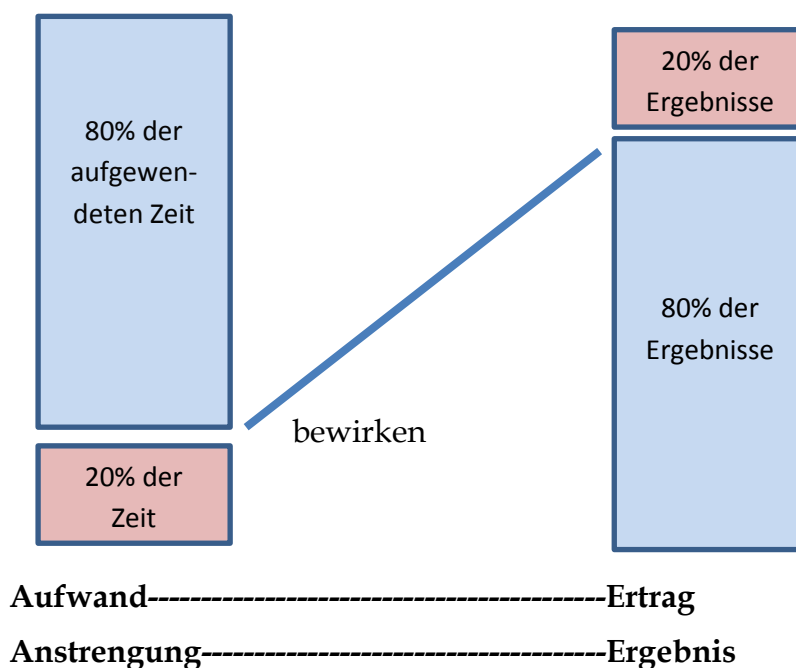 80% der
aufgewen-
deten Zeit
20% der
Zeit
bewirken
20% der
Ergebnisse
80% der
Ergebnisse
Aufwand-------------------------------------------Ertrag
Anstrengung--------------------------------------Ergebnis